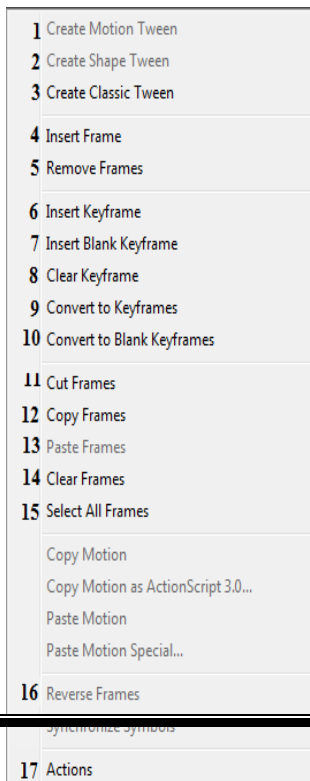 1 Create Motion Tween
2 Create Shape Tween
3 Create Classic Tween
4 Insert Frame
5 Remove Frames
6 Insert Keyframe
7 Insert Blank Keyframe
8 Clear Keyframe
9 Convert to Keyframes
10 Convert to Blank Keyframes
11 Cut Frames
12 Copy Frames
13 Paste Frames
14 Clear Frames
15 Select All Frames
Copy Motion
Copy Motion as ActionScript 3.0...
Paste Motion
Paste Motion Special...
16 Reverse Frames
Synchronize Symbols
17 Actions